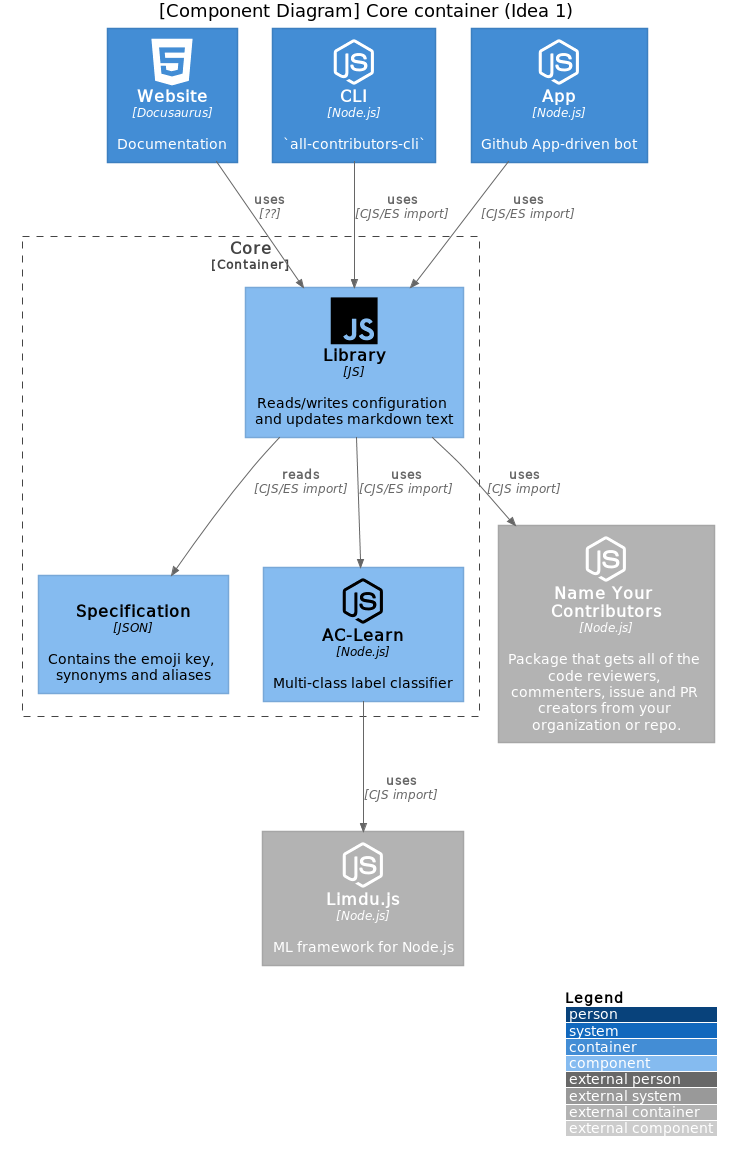 [Component Diagram] Core container (Idea 1)
Website
[Docusaurus]
Documentation
CLI
[Node.js]
`all-contributors-cli`
App
[Node.js]
Github App-driven bot
uses
[??]
uses
[CJS/ES import]
uses
[CJS/ES import]
Core
[Container]
JS
Library
[JS]
Reads/writes configuration
and updates markdown text
reads
[CJS/ES import]
uses
[CJS/ES import]
uses
[CJS import]
Specification
[JSON]
Contains the emoji key,
synonyms and aliases
JS
AC-Learn
[Node.js]
Multi-class label classifier
JS
Name Your
Contributors
[Node.js]
Package that gets all of the
code reviewers,
commenters, issue and PR
creators from your
organization or repo.
uses
[CJS import]
JS
Limdu.js
[Node.js]
ML framework for Node.js
Legend
person
system
container
component
external person
external system
external container
external component